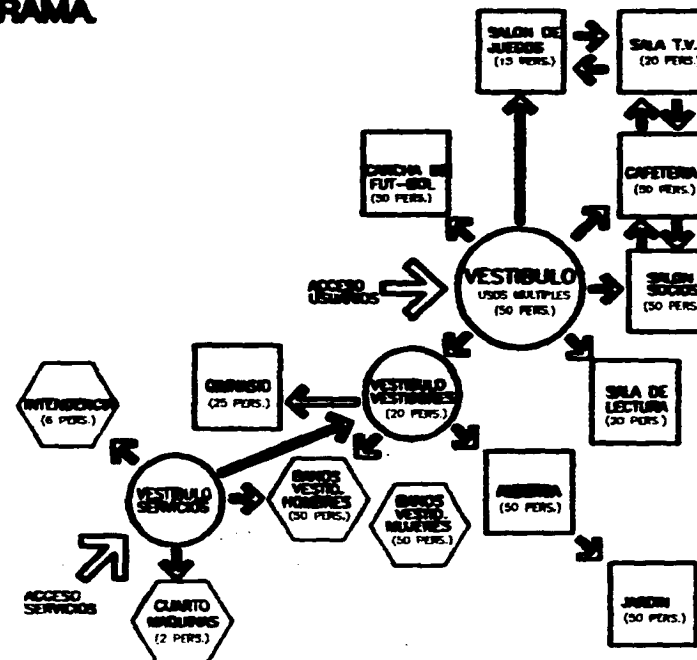 RAMA.
SALON DE
JUEGOS
(15 PERS.)
SALA T.V.
(20 PERS.)
CANCHA DE
FUT-BOL
(30 PERS.)
CAFETERIA
(50 PERS.)
ACCESO
USUARIOS
VESTIBULO
USOS MULTIPLES
(50 PERS.)
SALON
SOCIOS
(50 PERS.
VESTIBULO
VESTIDORES
(20 PERS.)
GIMNASIO
(25 PERS.)
SALA DE
LECTURA
(20 PERS.)
INTENDENCIA
(6 PERS.)
VESTIBULO
SERVICIOS
BAÑOS
VESTID.
HOMBRES
(50 PERS.)
BAÑOS
VESTID.
MUJERES
(50 PERS.)
(50 PERS.)
ACCESO
SERVICIOS
CUARTO
MAQUINAS
(2 PERS.)
JARDIN
(50 PERS.)